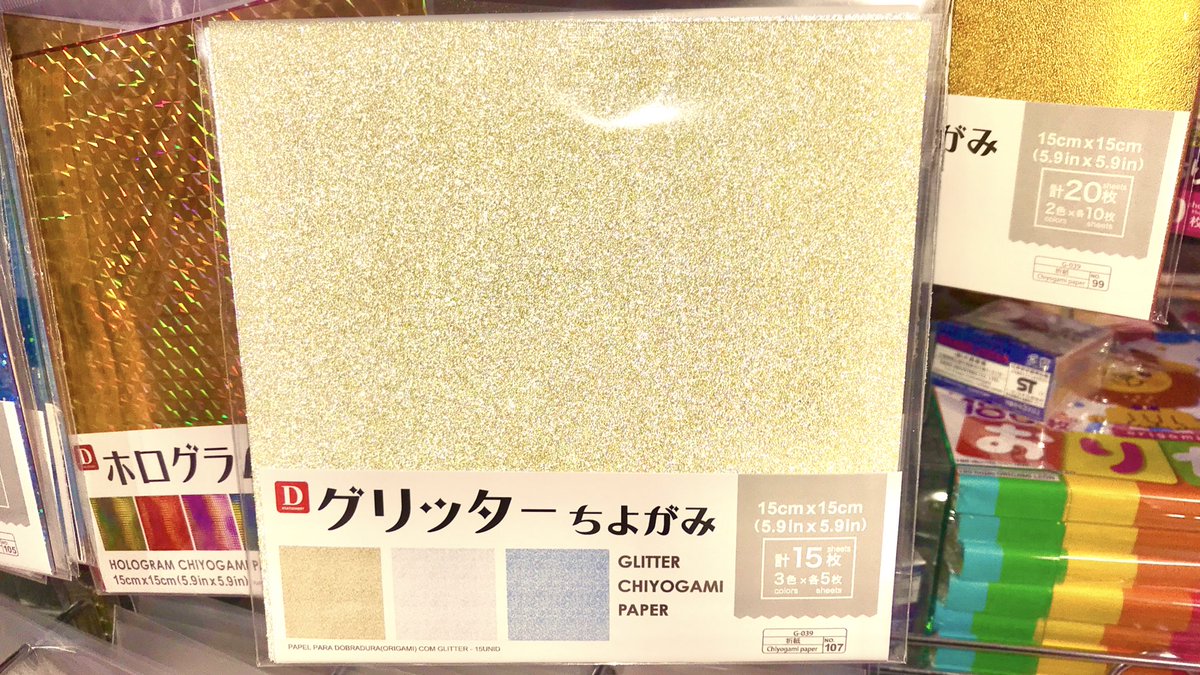 D
グリッター ちよがみ
GLITTER
CHIYOGAMI
PAPER
15cm×15cm
(5.9in×5.9in)
計15枚 sheets
3色×各5枚
colors sheets
PAPEL PARA DOBRADURA(ORIGAMI) COM GLITTER - 15UNID
G-039
折紙
Chiyogami paper
NO.
107
D
ホログラ
HOLOGRAM CHIYOGAMI
15cm×15cm(5.9in×5.9in)
NO.
105
がみ
15cm×15cm
(5.9in×5.9in)
計20枚 sheets
2色×各10枚
colors sheets
G-039
折紙
Chiyogami paper
NO.
99
ST
おり